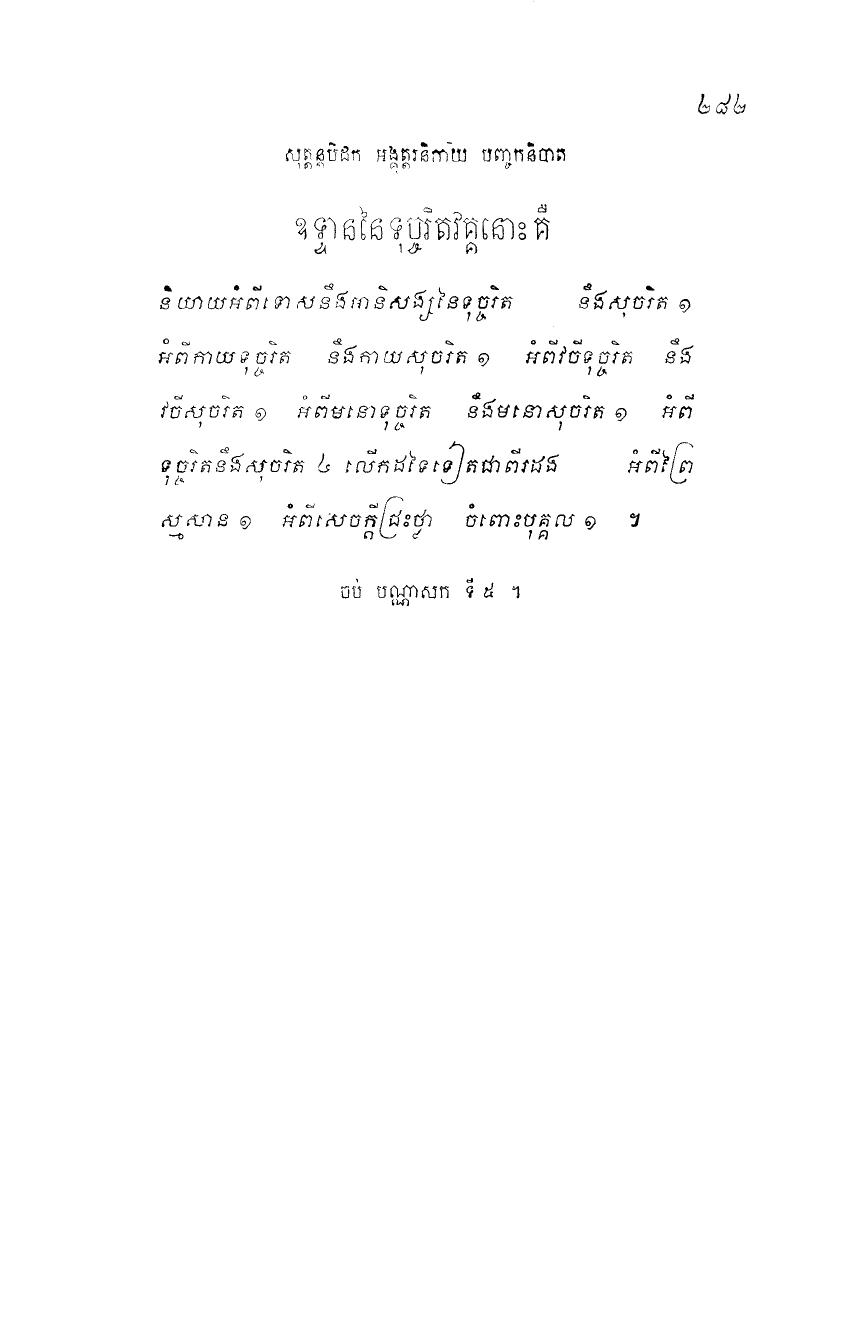 ២៨២
សុត្តន្តបិដក អង្គុត្តរនិកាយ បញ្ចកនិបាត
ឧទ្ទាននៃទុច្ចរិតវគ្គនោះគឺ
និយាយអំពីទោសនឹងអានិសង្សនៃទុច្ចរិត នឹងសុចរិត ១
អំពីកាយទុច្ចរិត នឹងកាយសុចរិត ១ អំពីវចីទុច្ចរិត នឹង
វចីសុចរិត ១ អំពីមនោទុច្ចរិត នឹងមនោសុចរិត ១ អំពី
ទុច្ចរិតនឹងសុចរិត ៤ លើកដទៃទៀតជាពីរដង អំពីព្រៃ
ស្មសាន ១ អំពីសេចក្តីជ្រះថ្លា ចំពោះបុគ្គល ១ ៕
ចប់ បណ្ណាសក ទី ៥ ។